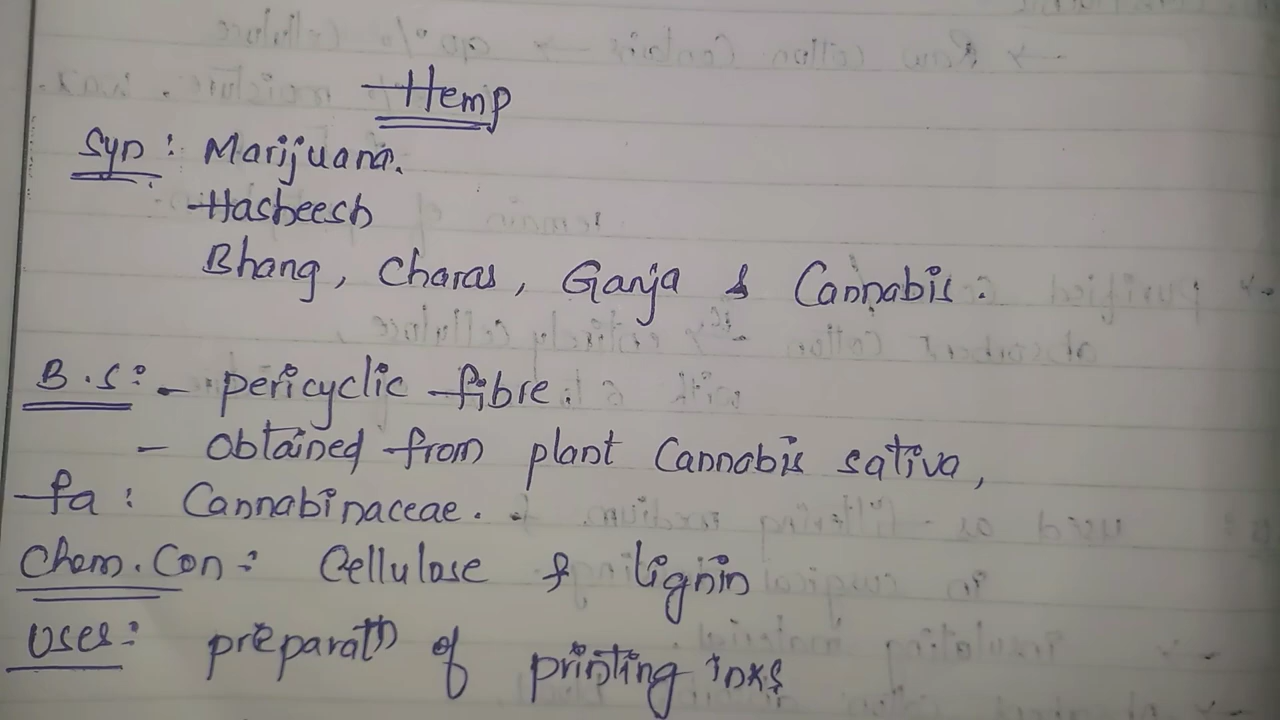 Hemp
Syn : Marijuana.
Hasheesh
Bhang, Charas, Ganja & Cannabis.
B.S: - pericyclic fibre.
- obtained from plant Cannabis sativa,
fa : Cannabinaceae.
Chem. Con: Cellulose & lignin
Uses: preparatn of printing inks